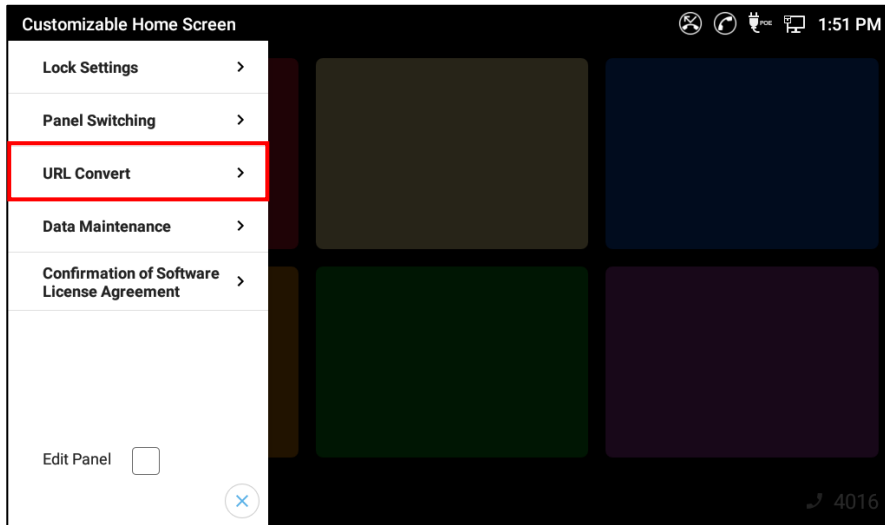 Customizable Home Screen
POE
1:51 PM
Lock Settings
Panel Switching
URL Convert
Data Maintenance
Confirmation of Software
License Agreement
Edit Panel
4016